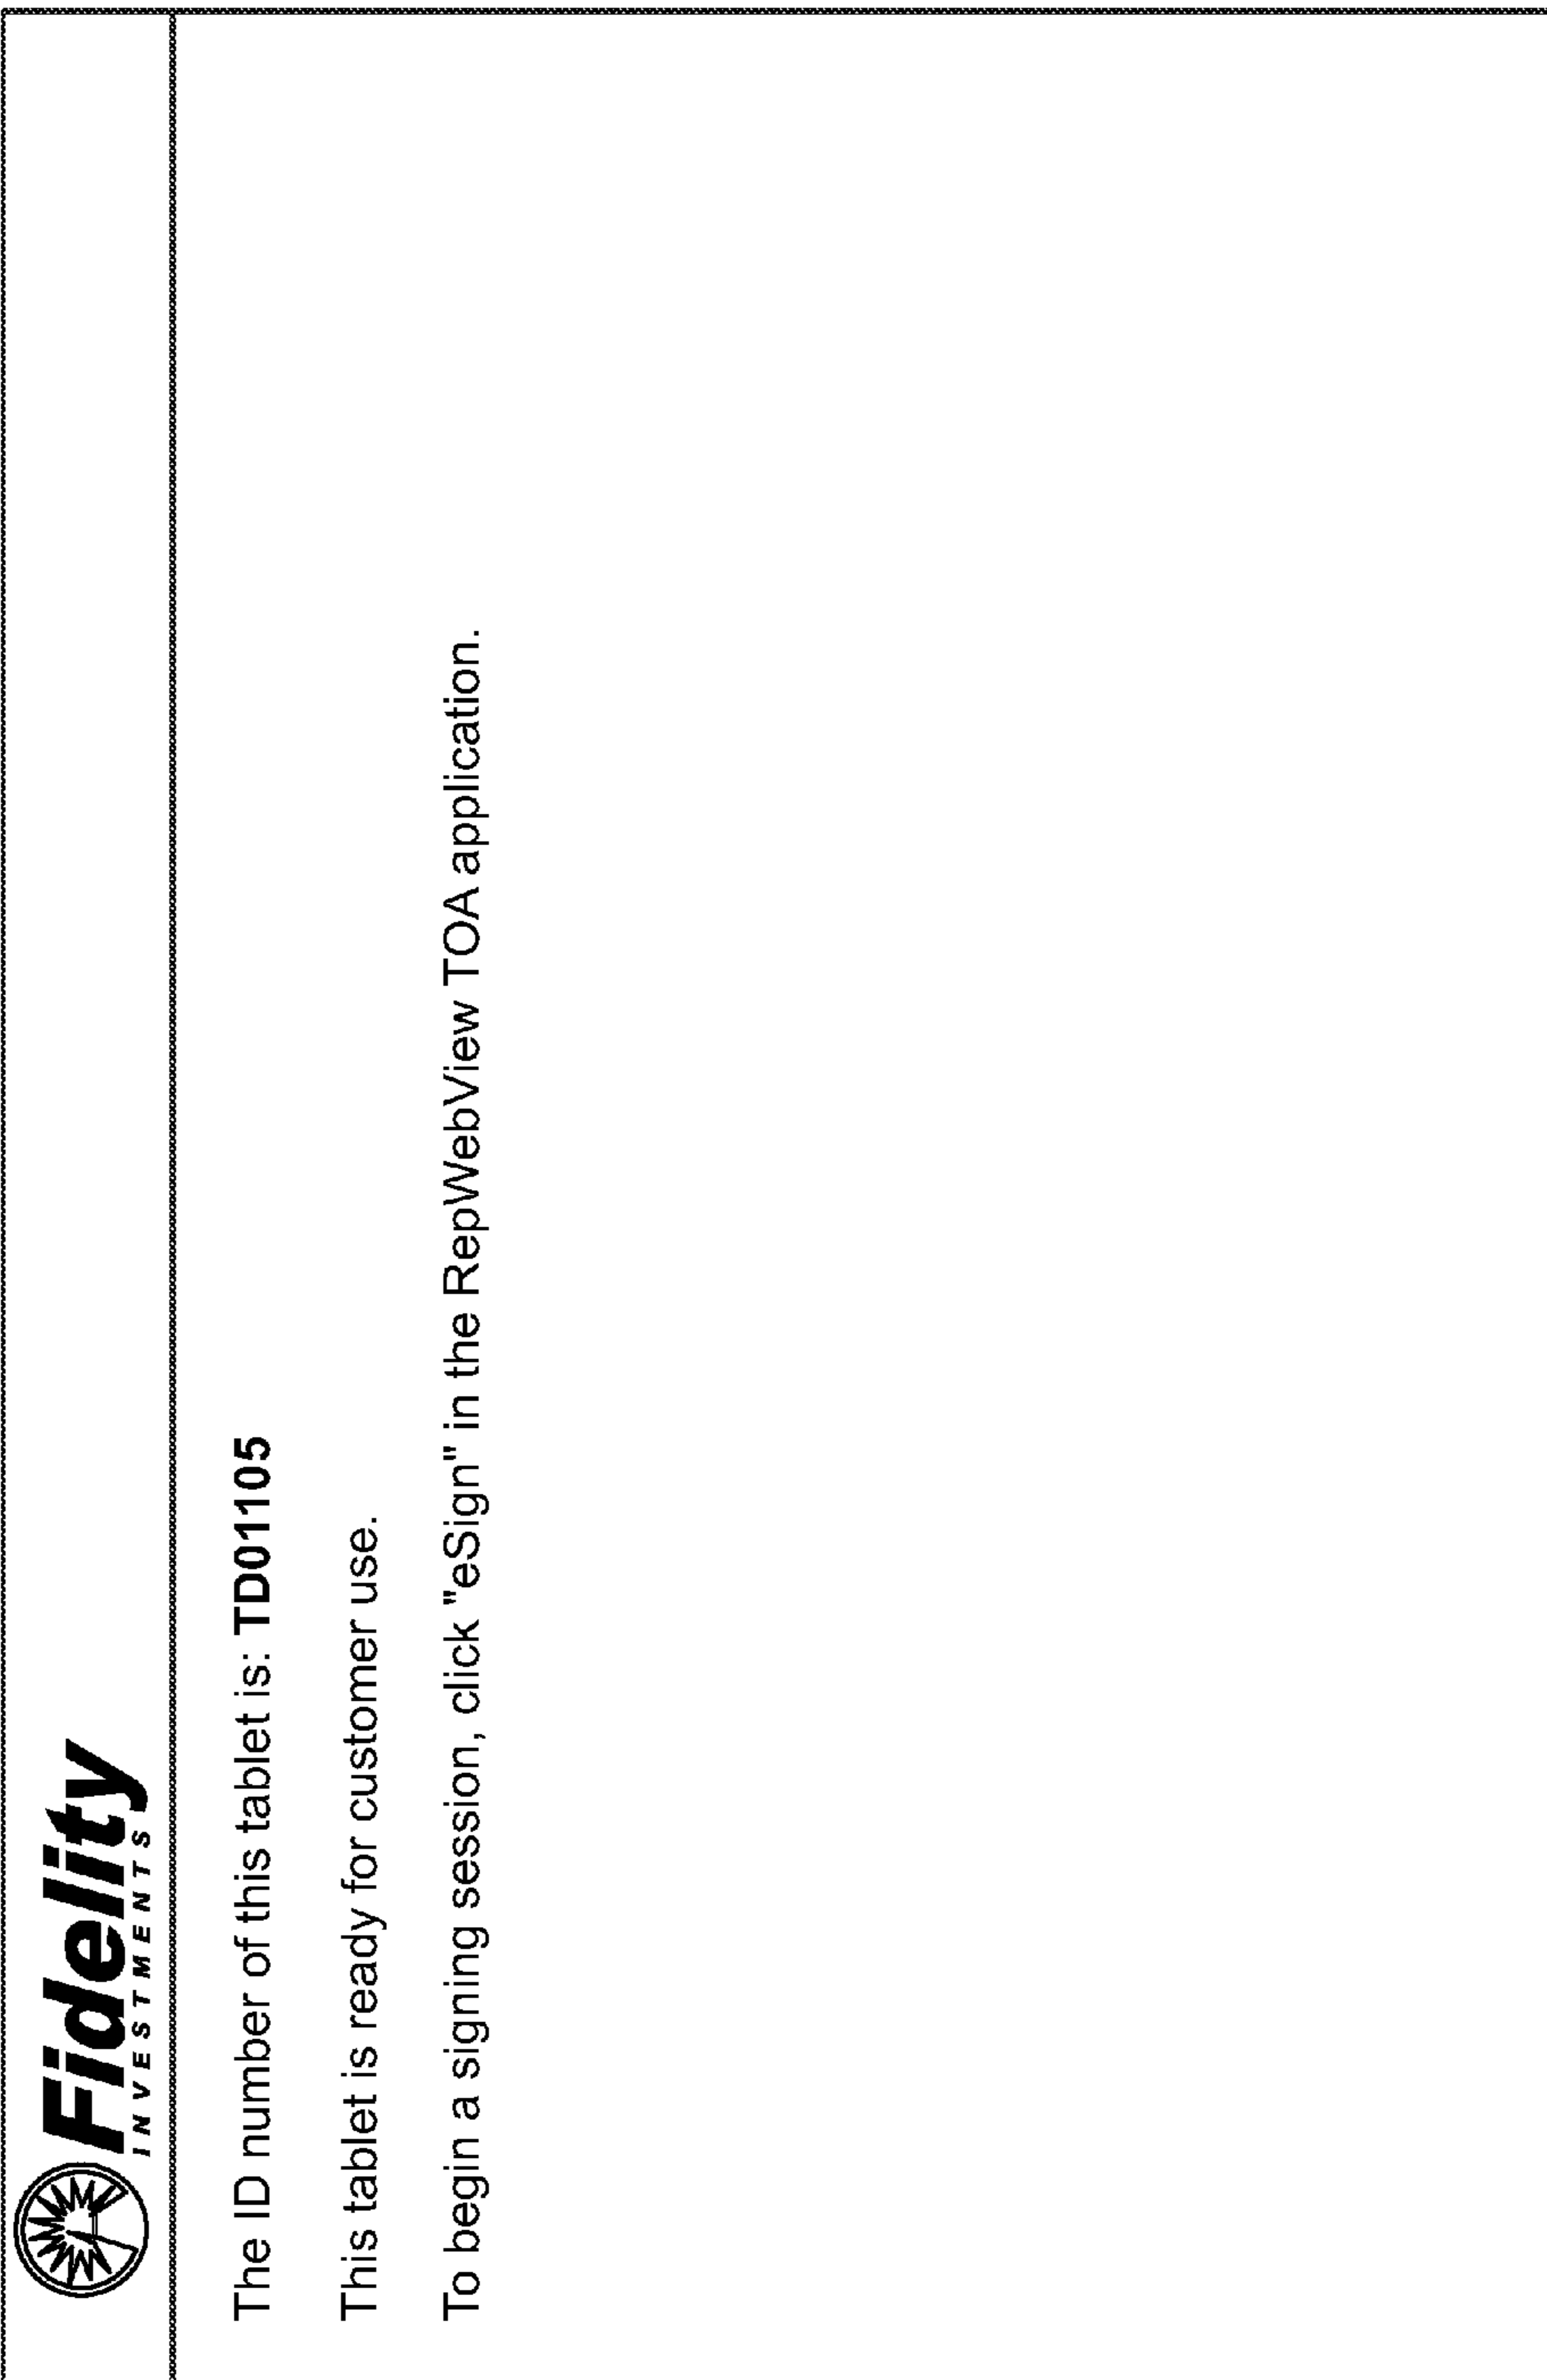 Fidelity
INVESTMENTS
The ID number of this tablet is: TD01105
This tablet is ready for customer use.
To begin a signing session, click "eSign" in the RepWebView TOA application.